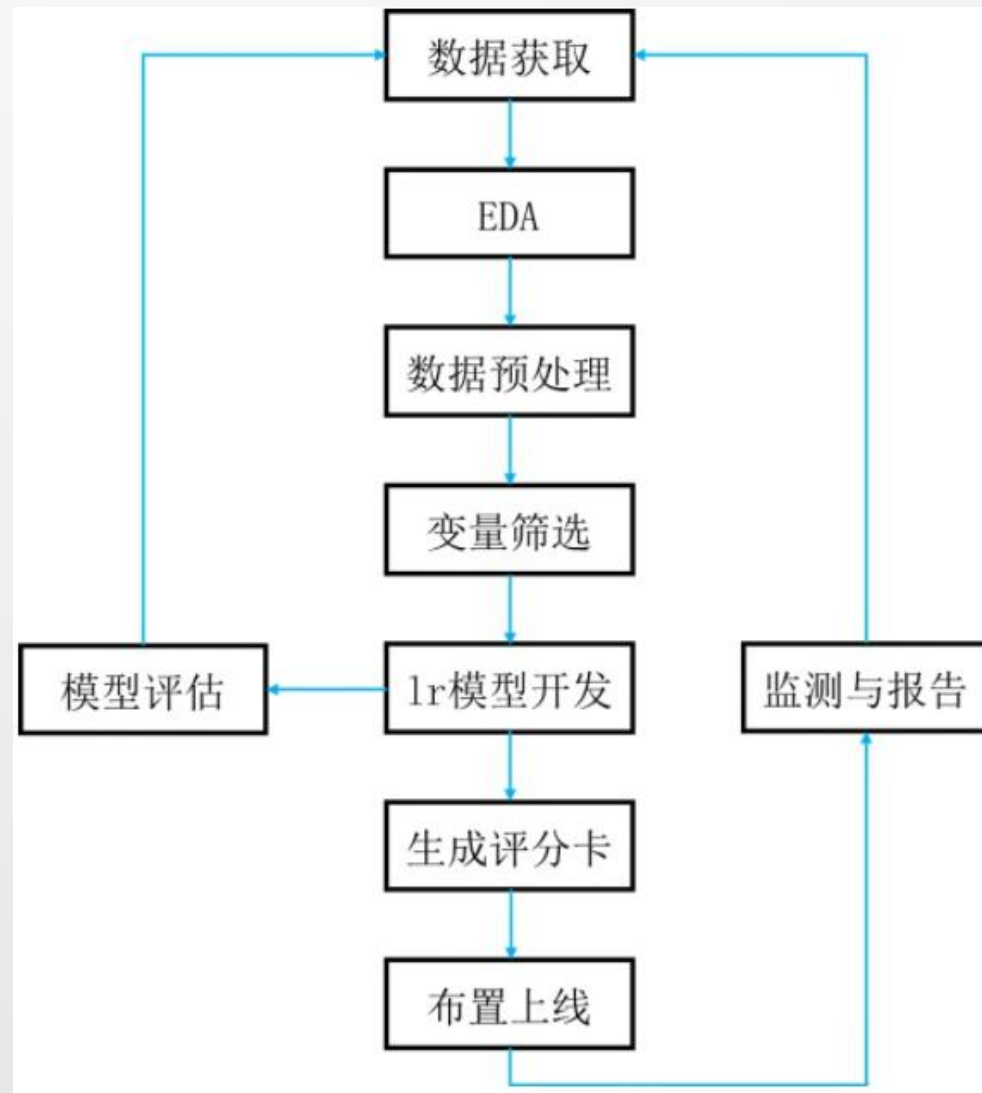 数据获取
EDA
数据预处理
变量筛选
模型评估
lr模型开发
监测与报告
生成评分卡
布置上线